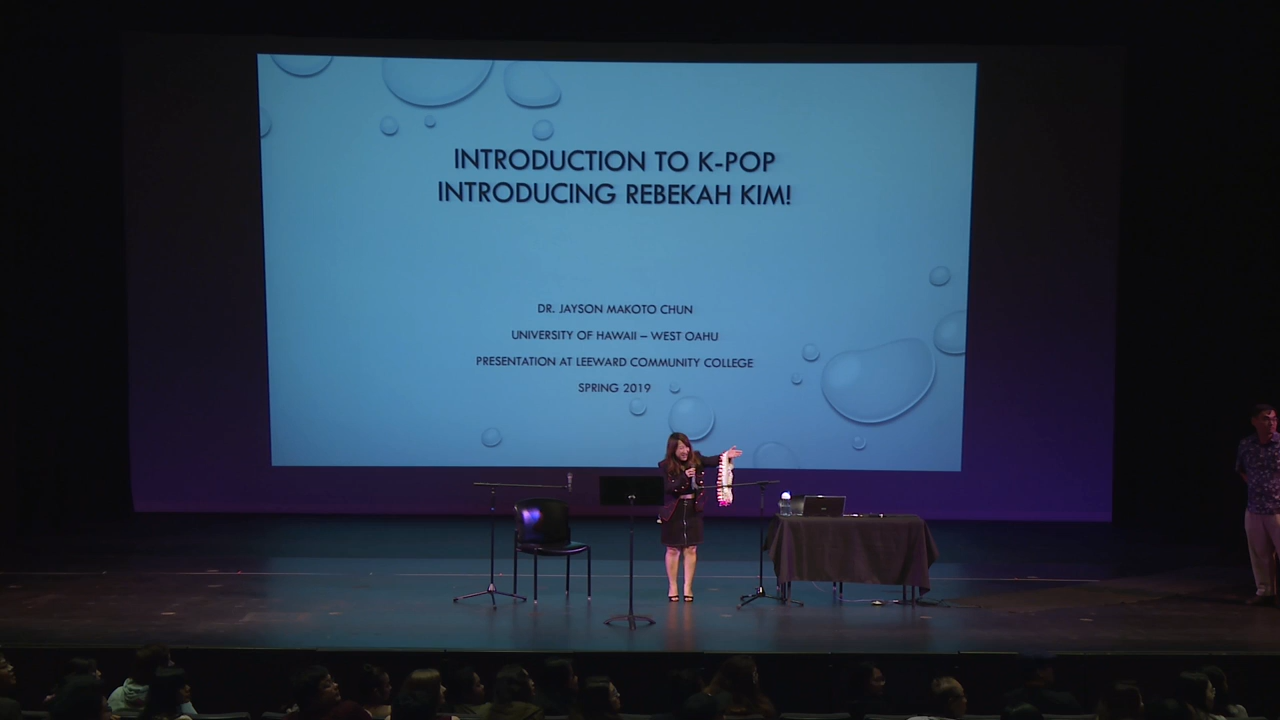 INTRODUCTION TO K-POP
INTRODUCING REBEKAH KIM!
DR. JAYSON MAKOTO CHUN
UNIVERSITY OF HAWAII – WEST OAHU
PRESENTATION AT LEEWARD COMMUNITY COLLEGE
SPRING 2019